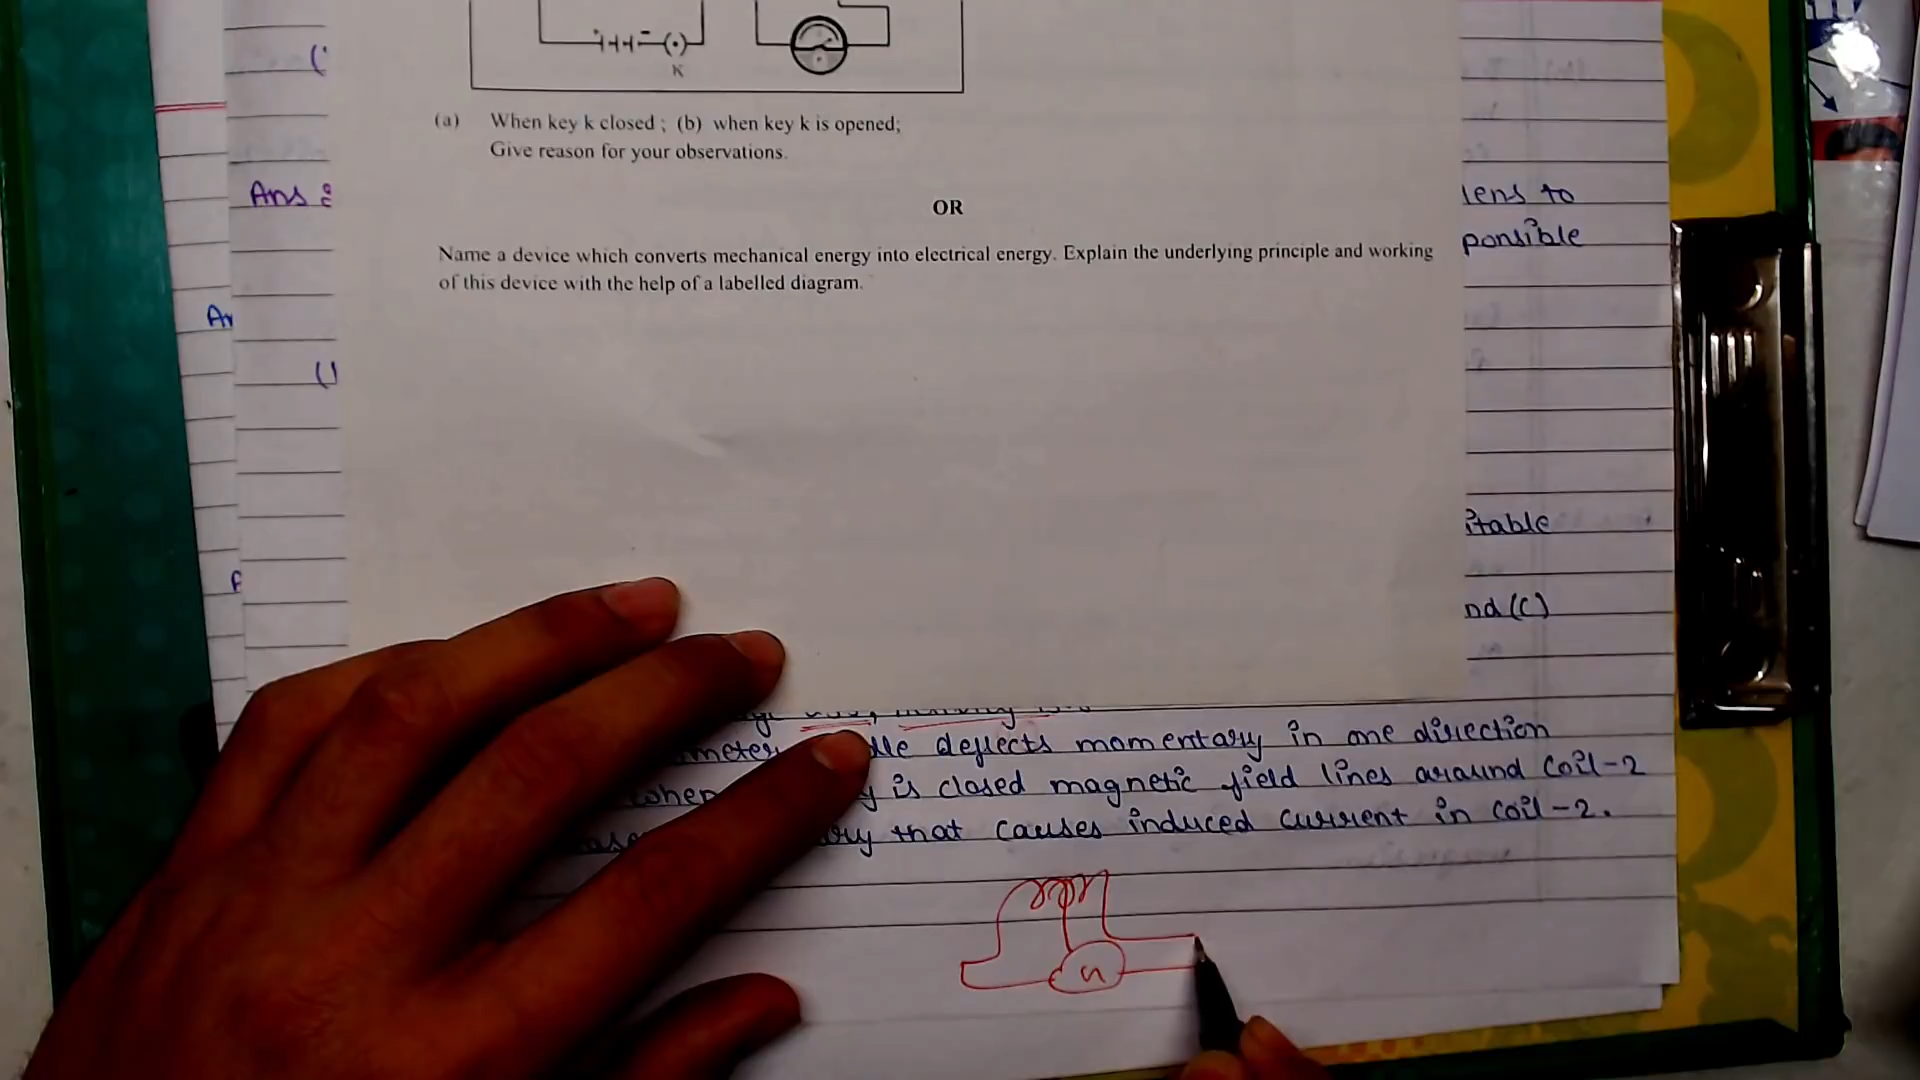 K
(a) When key k closed ; (b) when key k is opened;
Give reason for your observations.
Ans :
lens to
OR
ponsible
Name a device which converts mechanical energy into electrical energy. Explain the underlying principle and working
of this device with the help of a labelled diagram.
itable
nd (C)
meter deflects momentary in one direction
when is closed magnetic field lines around Coil-2
that causes induced current in coil-2.